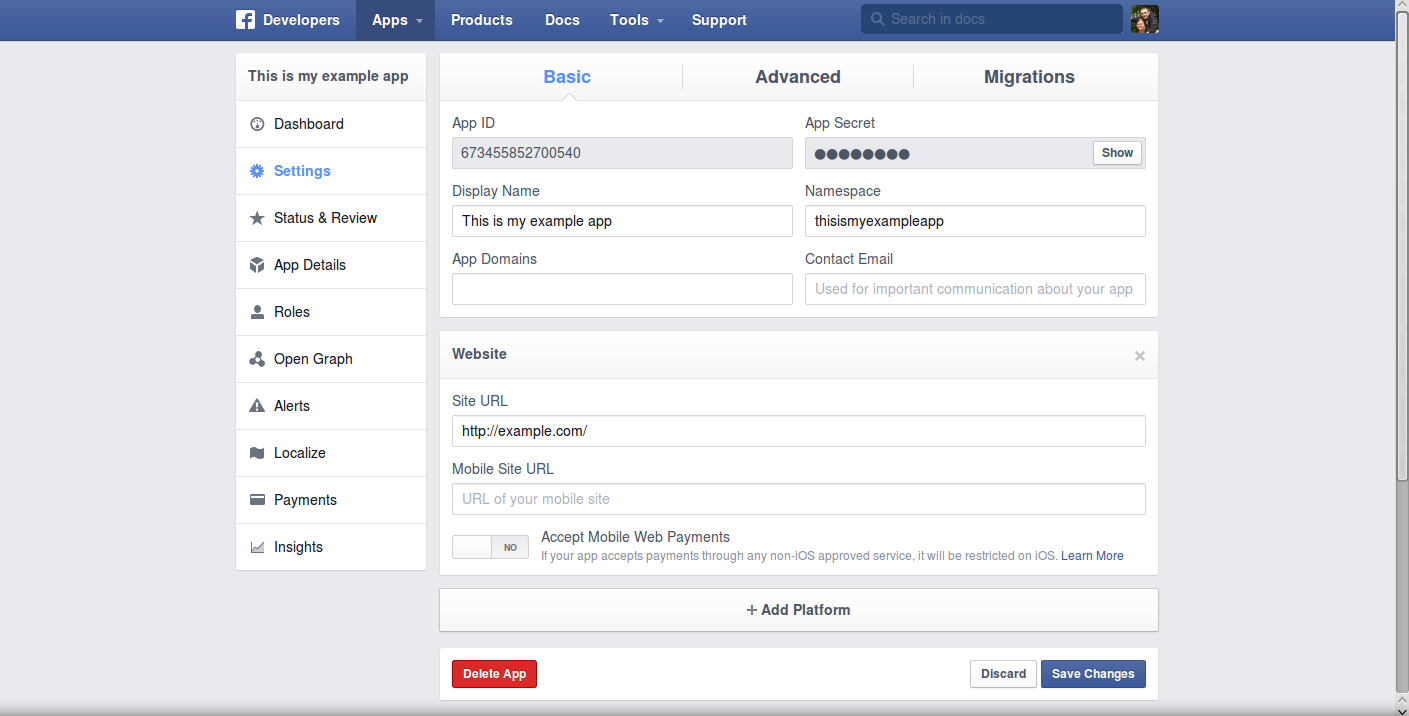 Developers Apps Products Docs Tools Support Search in docs
This is my example app
Dashboard
Settings
Status & Review
App Details
Roles
Open Graph
Alerts
Localize
Payments
Insights
Basic Advanced Migrations
App ID App Secret
673455852700540 ●●●●●●●● Show
Display Name Namespace
This is my example app thisismyexampleapp
App Domains Contact Email
Used for important communication about your app
Website
Site URL
http://example.com/
Mobile Site URL
URL of your mobile site
NO Accept Mobile Web Payments
If your app accepts payments through any non-iOS approved service, it will be restricted on iOS. Learn More
+ Add Platform
Delete App Discard Save Changes